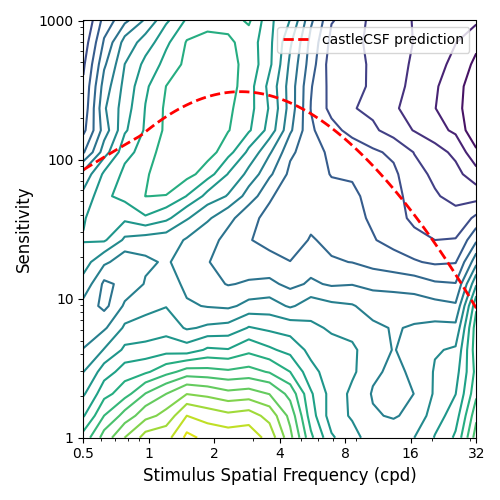 1000
castleCSF prediction
100
10
1
Sensitivity
0.5 1 2 4 8 16 32
Stimulus Spatial Frequency (cpd)